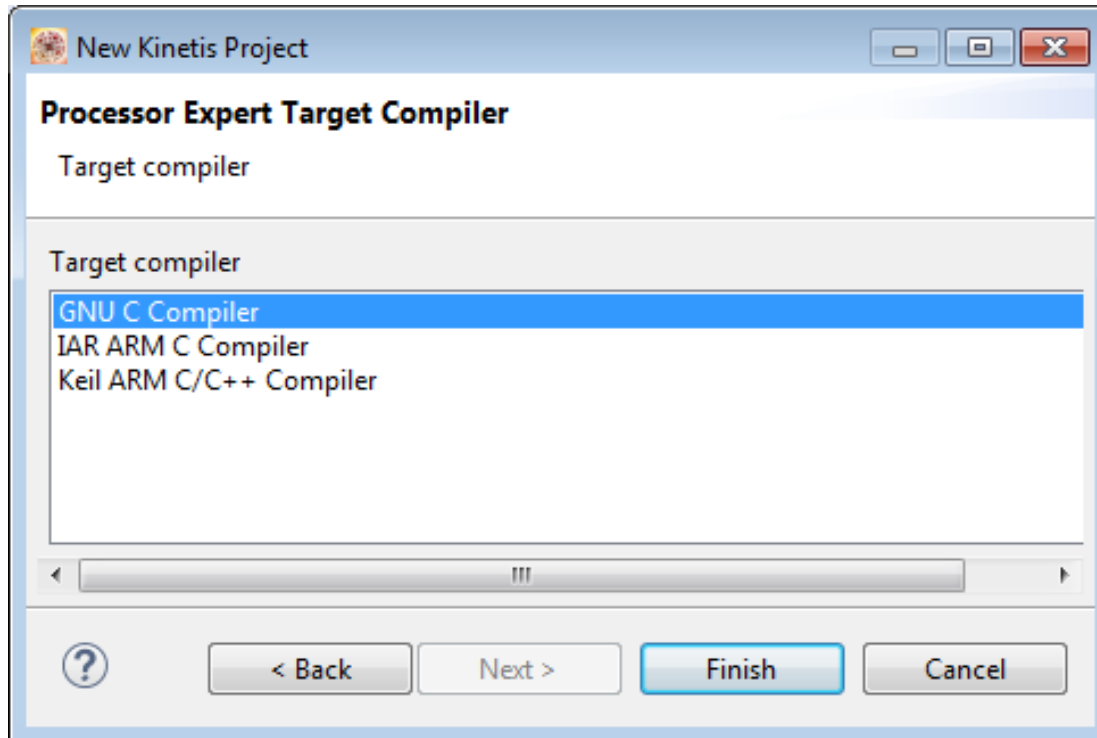 New Kinetis Project
Processor Expert Target Compiler
Target compiler
Target compiler
GNU C Compiler
IAR ARM C Compiler
Keil ARM C/C++ Compiler
? < Back Next > Finish Cancel